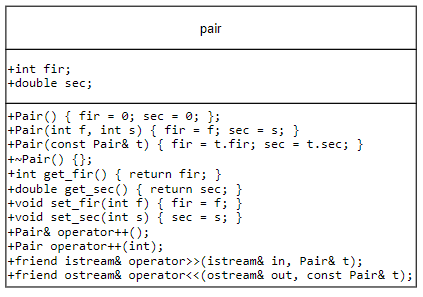 pair
+int fir;
+double sec;
+Pair() { fir = 0; sec = 0; };
+Pair(int f, int s) { fir = f; sec = s; }
+Pair(const Pair& t) { fir = t.fir; sec = t.sec; }
+~Pair() {};
+int get_fir() { return fir; }
+double get_sec() { return sec; }
+void set_fir(int f) { fir = f; }
+void set_sec(int s) { sec = s; }
+Pair& operator++();
+Pair operator++(int);
+friend istream& operator>>(istream& in, Pair& t);
+friend ostream& operator<<(ostream& out, const Pair& t);